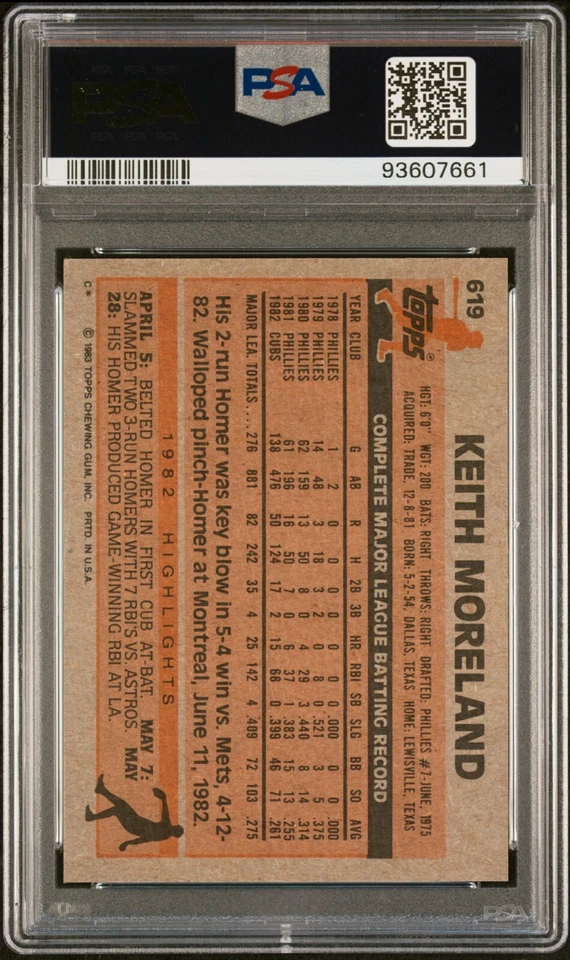 PSA
PSA
93607661
619
topps®
KEITH MORELAND
HGT: 6'0" WGT: 200 BATS: RIGHT THROWS: RIGHT DRAFTED: PHILLIES #7-JUNE, 1975
ACQUIRED: TRADE, 12-8-81 BORN: 5-2-54, DALLAS, TEXAS HOME: LEWISVILLE, TEXAS
COMPLETE MAJOR LEAGUE BATTING RECORD
YEAR CLUB G AB R H 2B 3B HR RBI SB SLG BB SO AVG
1978 PHILLIES 1 2 0 0 0 0 0 0 0 .000 0 0 .000
1979 PHILLIES 14 48 3 18 3 2 0 8 0 .521 3 5 .375
1980 PHILLIES 62 159 13 50 8 0 4 29 3 .440 8 14 .314
1981 PHILLIES 61 196 16 50 7 0 6 37 1 .383 15 13 .255
1982 CUBS 138 476 50 124 17 2 15 68 0 .399 46 71 .261
MAJOR LEA. TOTALS.... 276 881 82 242 35 4 25 142 4 .409 72 103 .275
His 2-run Homer was key blow in 5-4 win vs. Mets, 4-12-
82. Walloped pinch-Homer at Montreal, June 11, 1982.
1982 HIGHLIGHTS
APRIL 5: BELTED HOMER IN FIRST CUB AT-BAT. MAY 7:
SLAMMED TWO 3-RUN HOMERS WITH 7 RBI'S VS. ASTROS. MAY
28: HIS HOMER PRODUCED GAME-WINNING RBI AT LA.
C* © 1983 TOPPS CHEWING GUM, INC. PRTD. IN U.S.A.
PSA